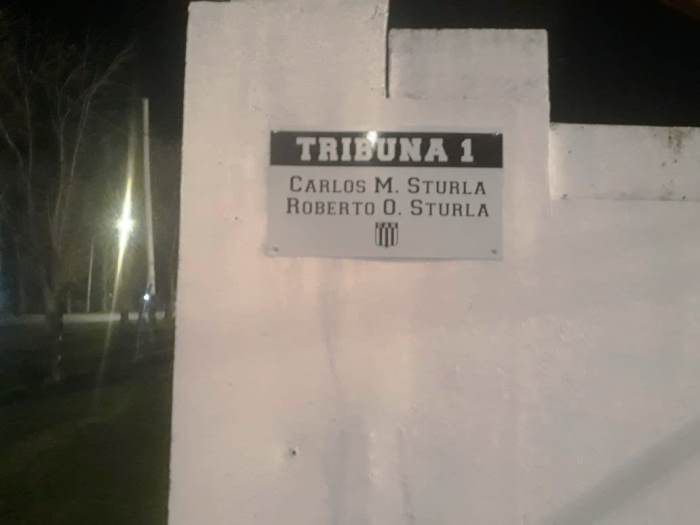 TRIBUNA 1
CARLOS M. STURLA
ROBERTO O. STURLA